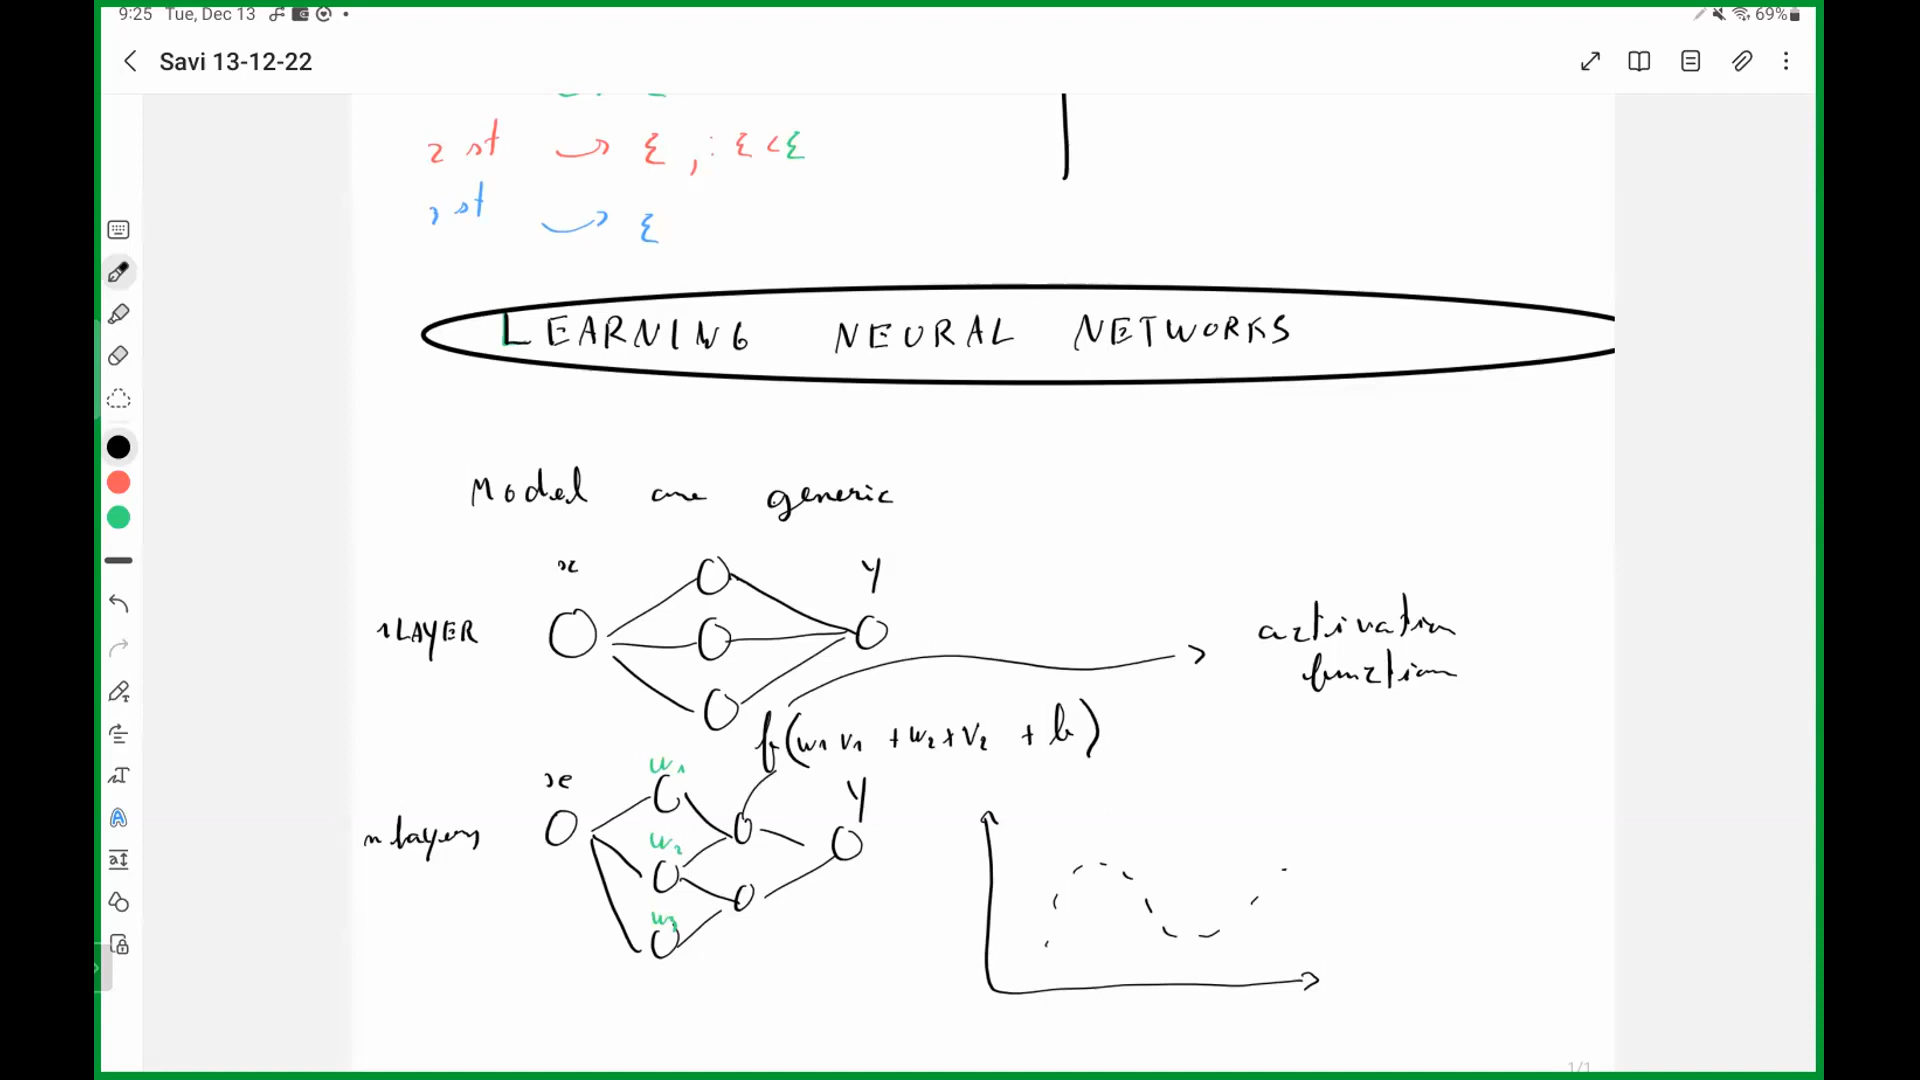 9:25 Tue, Dec 13
69%
Savi 13-12-22
2 st → ε , : ε < ε
st → ε
LEARNING NEURAL NETWORKS
Model are generic
x
y
1 LAYER
activation
function
f(w1 v1 + w2 × v2 + b)
x
w1
y
n layers
w2
w3
1/1